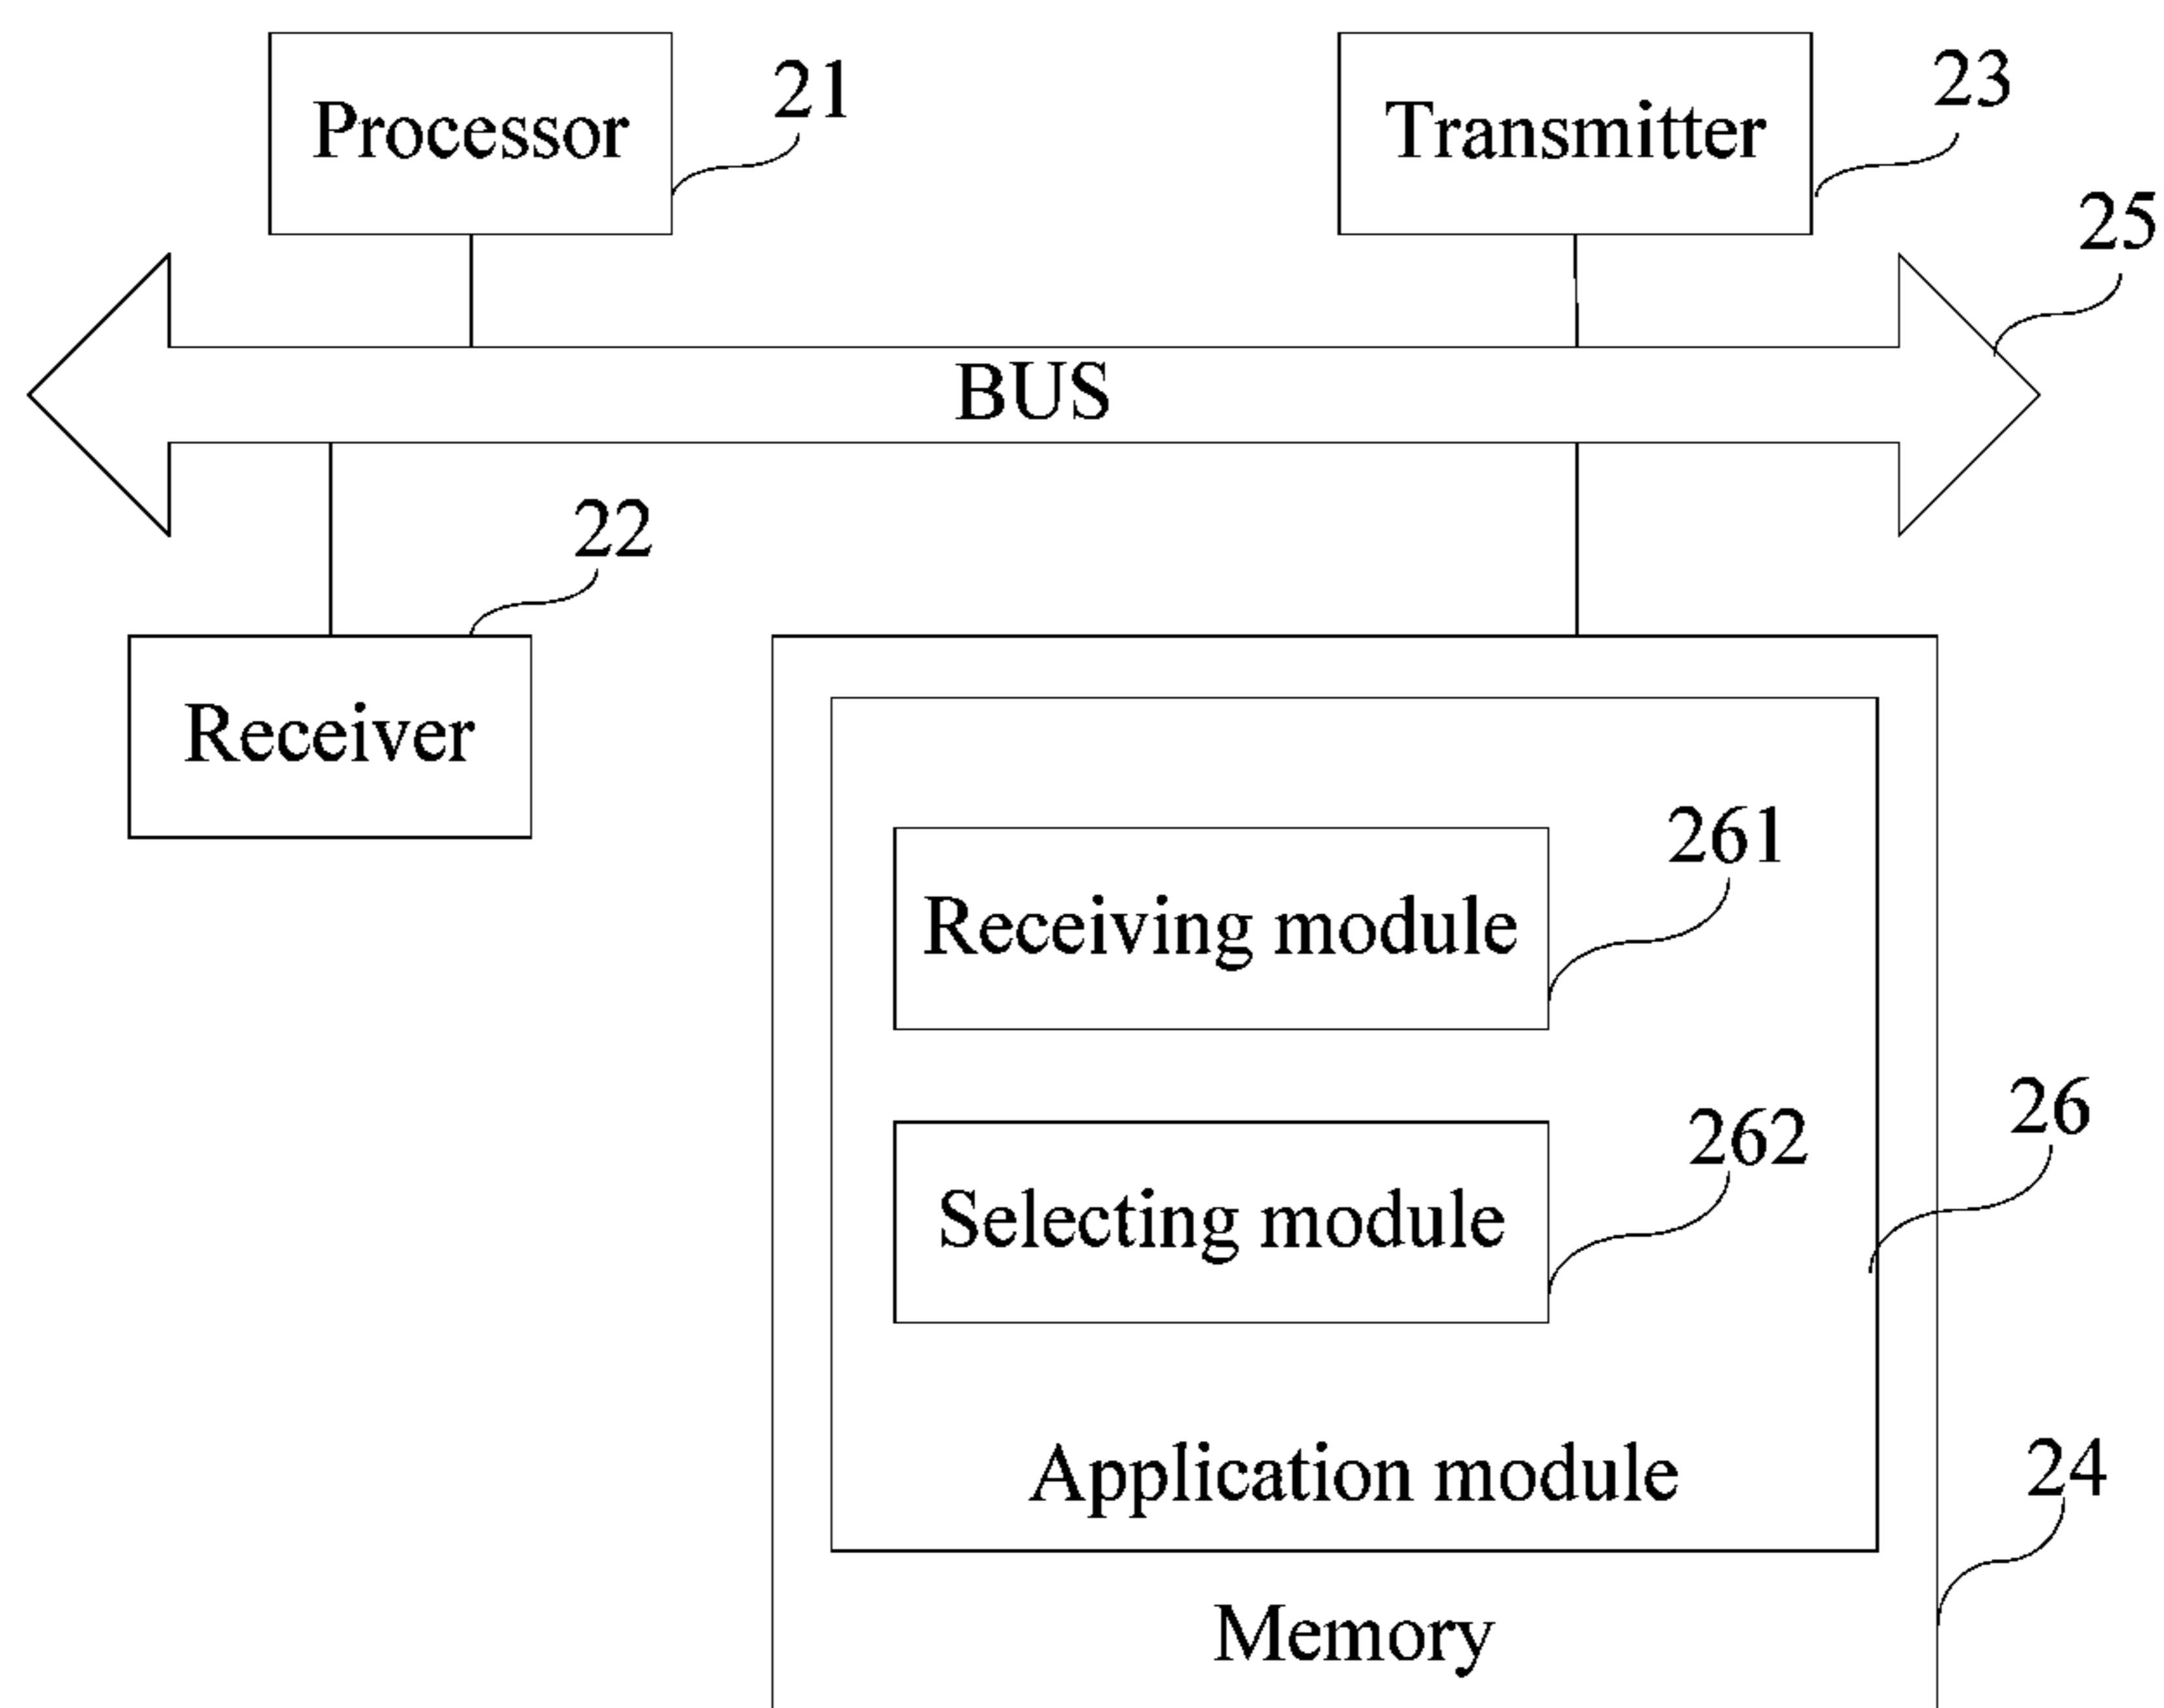 Processor
21
Transmitter
23
25
BUS
22
Receiver
261
Receiving module
26
262
Selecting module
24
Application module
Memory